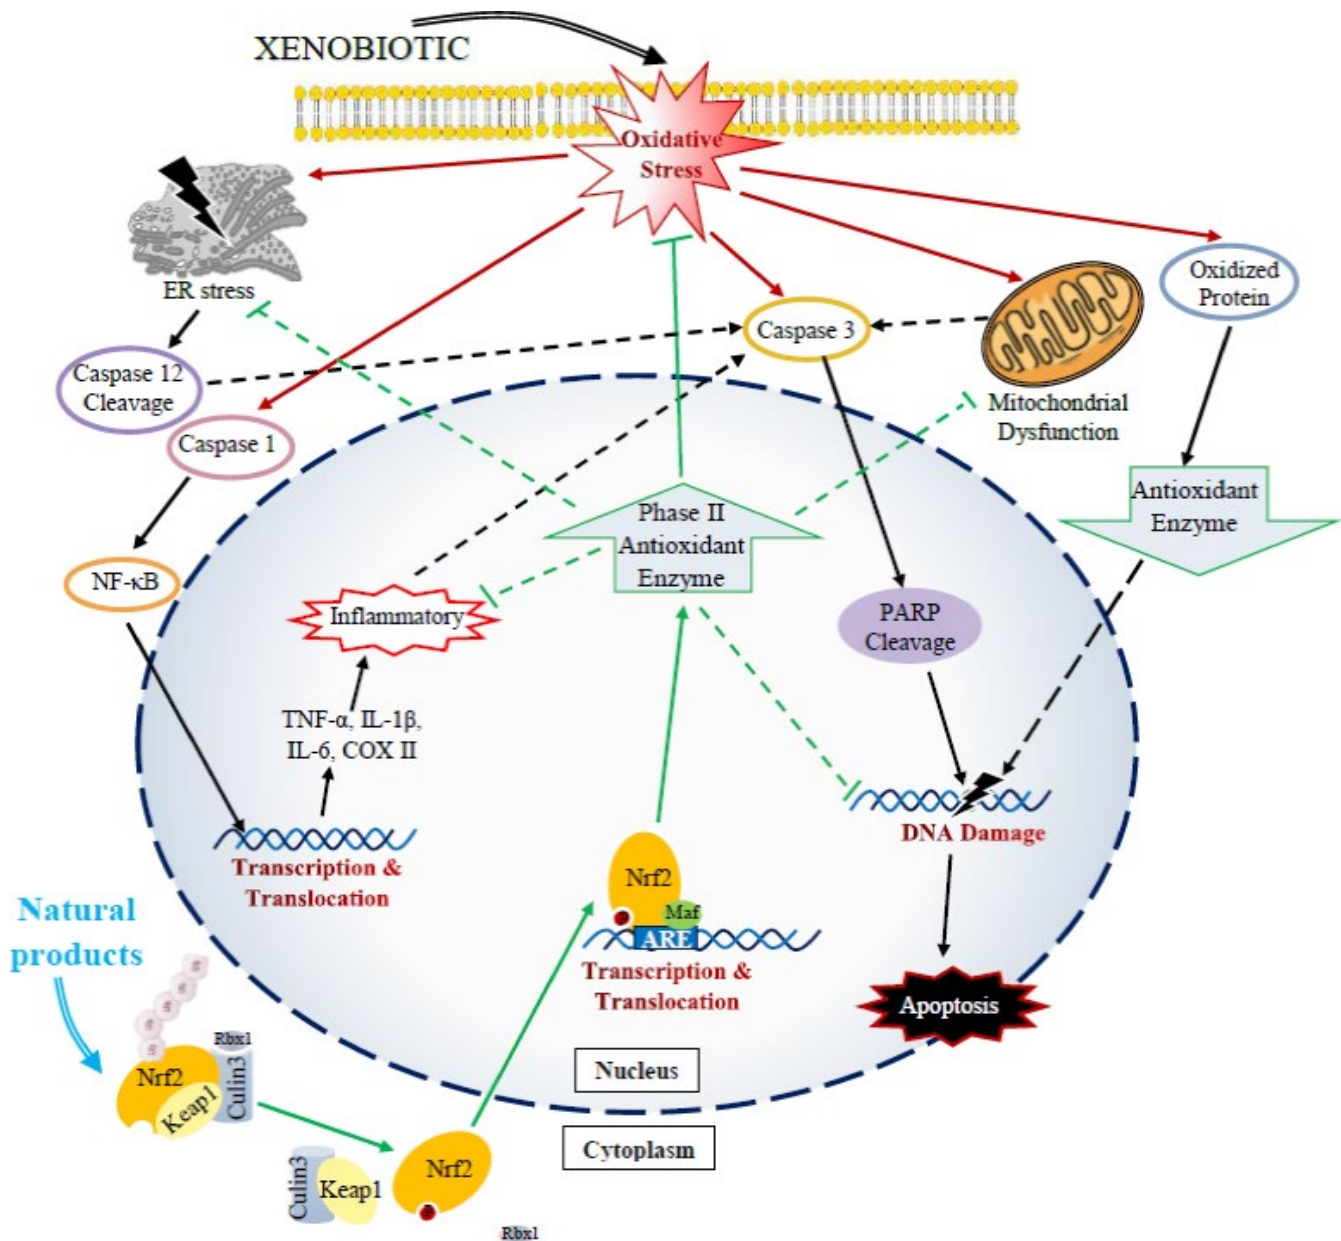 XENOBIOTIC
Oxidative
Stress
ER stress
Oxidized
Protein
Caspase 3
Caspase 12
Cleavage
Mitochondrial
Dysfunction
Caspase 1
Phase II
Antioxidant
Enzyme
Antioxidant
Enzyme
NF-κB
Inflammatory
PARP
Cleavage
TNF-α, IL-1β,
IL-6, COX II
Transcription &
Translocation
DNA Damage
Nrf2
Maf
ARE
Transcription &
Translocation
Apoptosis
Natural
products
Rbx1
Nrf2
Keap1
Culin3
Nucleus
Cytoplasm
Culin3
Keap1
Nrf2
Rbx1